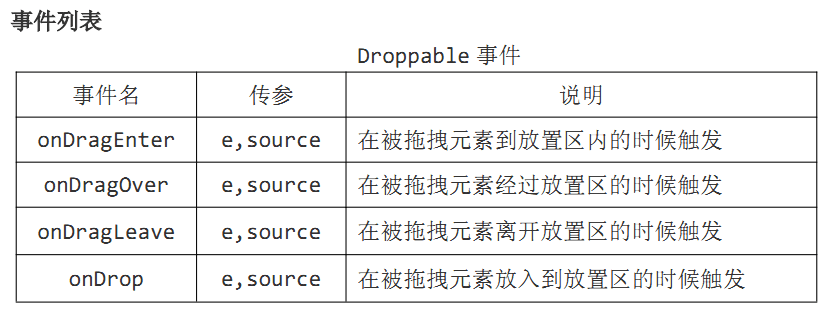 事件列表
Droppable 事件
事件名 传参 说明
onDragEnter e,source 在被拖拽元素到放置区内的时候触发
onDragOver e,source 在被拖拽元素经过放置区的时候触发
onDragLeave e,source 在被拖拽元素离开放置区的时候触发
onDrop e,source 在被拖拽元素放入到放置区的时候触发